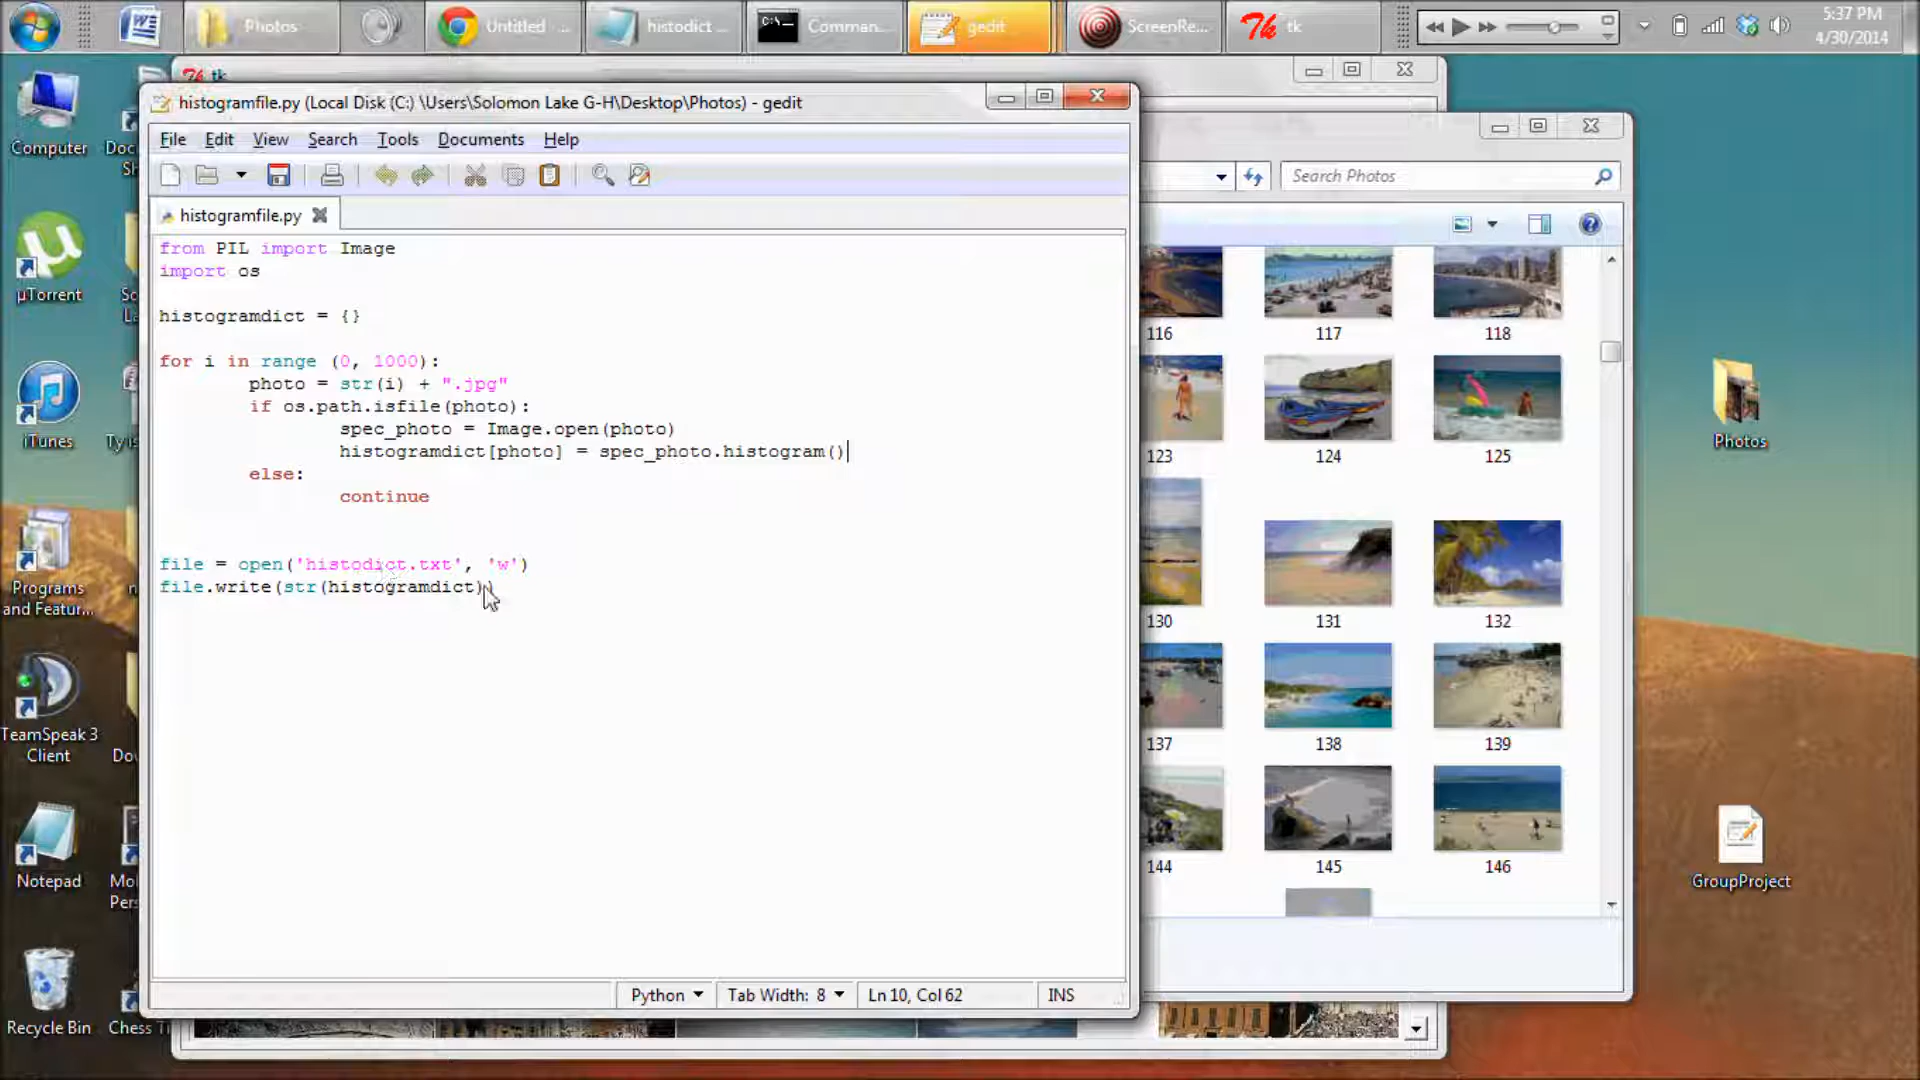 Photos
Untitled - ...
histodict ...
Comman...
gedit
ScreenRe...
tk
5:37 PM
4/30/2014
tk
histogramfile.py (Local Disk (C:) \Users\Solomon Lake G-H\Desktop\Photos) - gedit
File Edit View Search Tools Documents Help
Search Photos
histogramfile.py
from PIL import Image
import os
histogramdict = {}
for i in range (0, 1000):
photo = str(i) + ".jpg"
if os.path.isfile(photo):
spec_photo = Image.open(photo)
histogramdict[photo] = spec_photo.histogram()
else:
continue
file = open('histodict.txt', 'w')
file.write(str(histogramdict))
Python Tab Width: 8 Ln 10, Col 62 INS
116 117 118
123 124 125
130 131 132
137 138 139
144 145 146
Computer
µTorrent
iTunes
Programs
and Featur...
TeamSpeak 3
Client
Notepad
Recycle Bin
Chess T
Photos
GroupProject